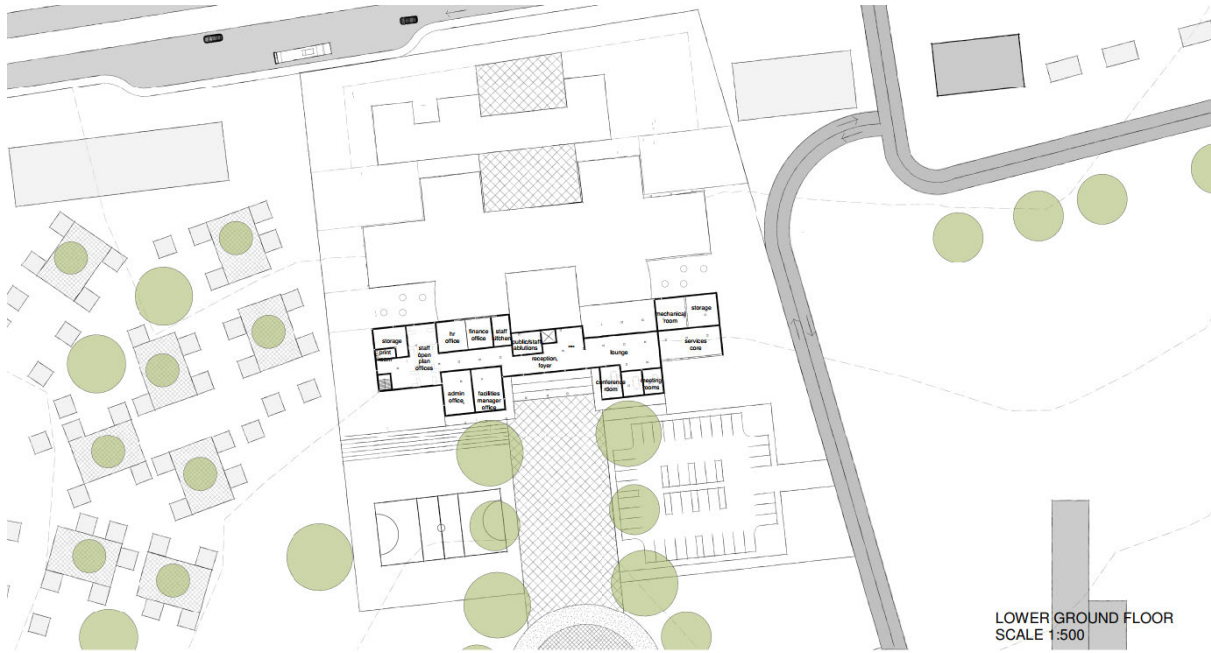 storage
print
room
staff
open
plan
offices
hr
office
finance
office
staff
kitchen
public/staff
ablutions
reception,
foyer
lounge
mechanical
room
storage
services
core
admin
office,
facilities
manager
office
conference
room
meeting
rooms
LOWER GROUND FLOOR
SCALE 1:500